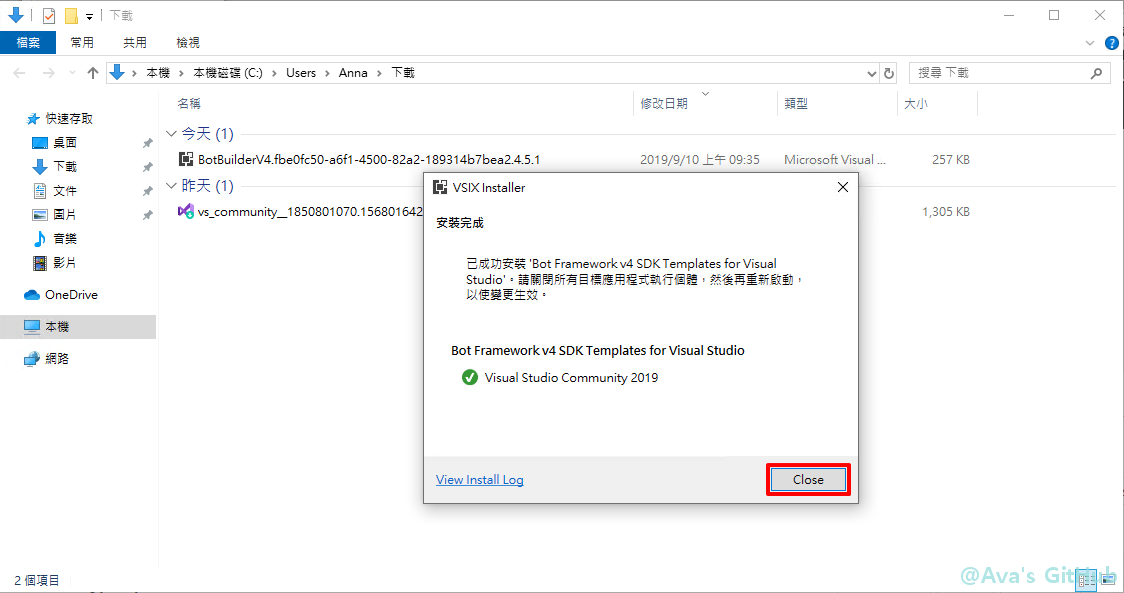 下載
檔案 常用 共用 檢視
本機 本機磁碟 (C:) Users Anna 下載
搜尋 下載
名稱 修改日期 類型 大小
快速存取
桌面
下載
文件
圖片
音樂
影片
OneDrive
本機
網路
今天 (1)
BotBuilderV4.fbe0fc50-a6f1-4500-82a2-189314b7bea2.4.5.1 2019/9/10 上午 09:35 Microsoft Visual ... 257 KB
昨天 (1)
vs_community__1850801070.156801642 1,305 KB
VSIX Installer
安裝完成
已成功安裝 'Bot Framework v4 SDK Templates for Visual
Studio'。請關閉所有目標應用程式執行個體，然後再重新啟動，
以使變更生效。
Bot Framework v4 SDK Templates for Visual Studio
Visual Studio Community 2019
View Install Log
Close
2 個項目
@Ava's GitHub